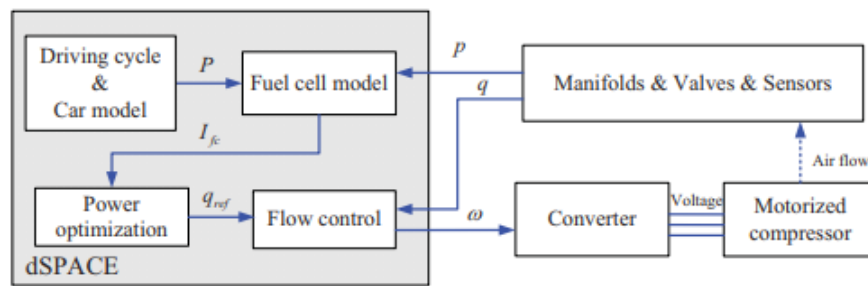 Driving cycle
&
Car model
P
Fuel cell model
p
q
Manifolds & Valves & Sensors
I_fc
Air flow
Power
optimization
q_ref
Flow control
ω
Converter
Voltage
Motorized
compressor
dSPACE